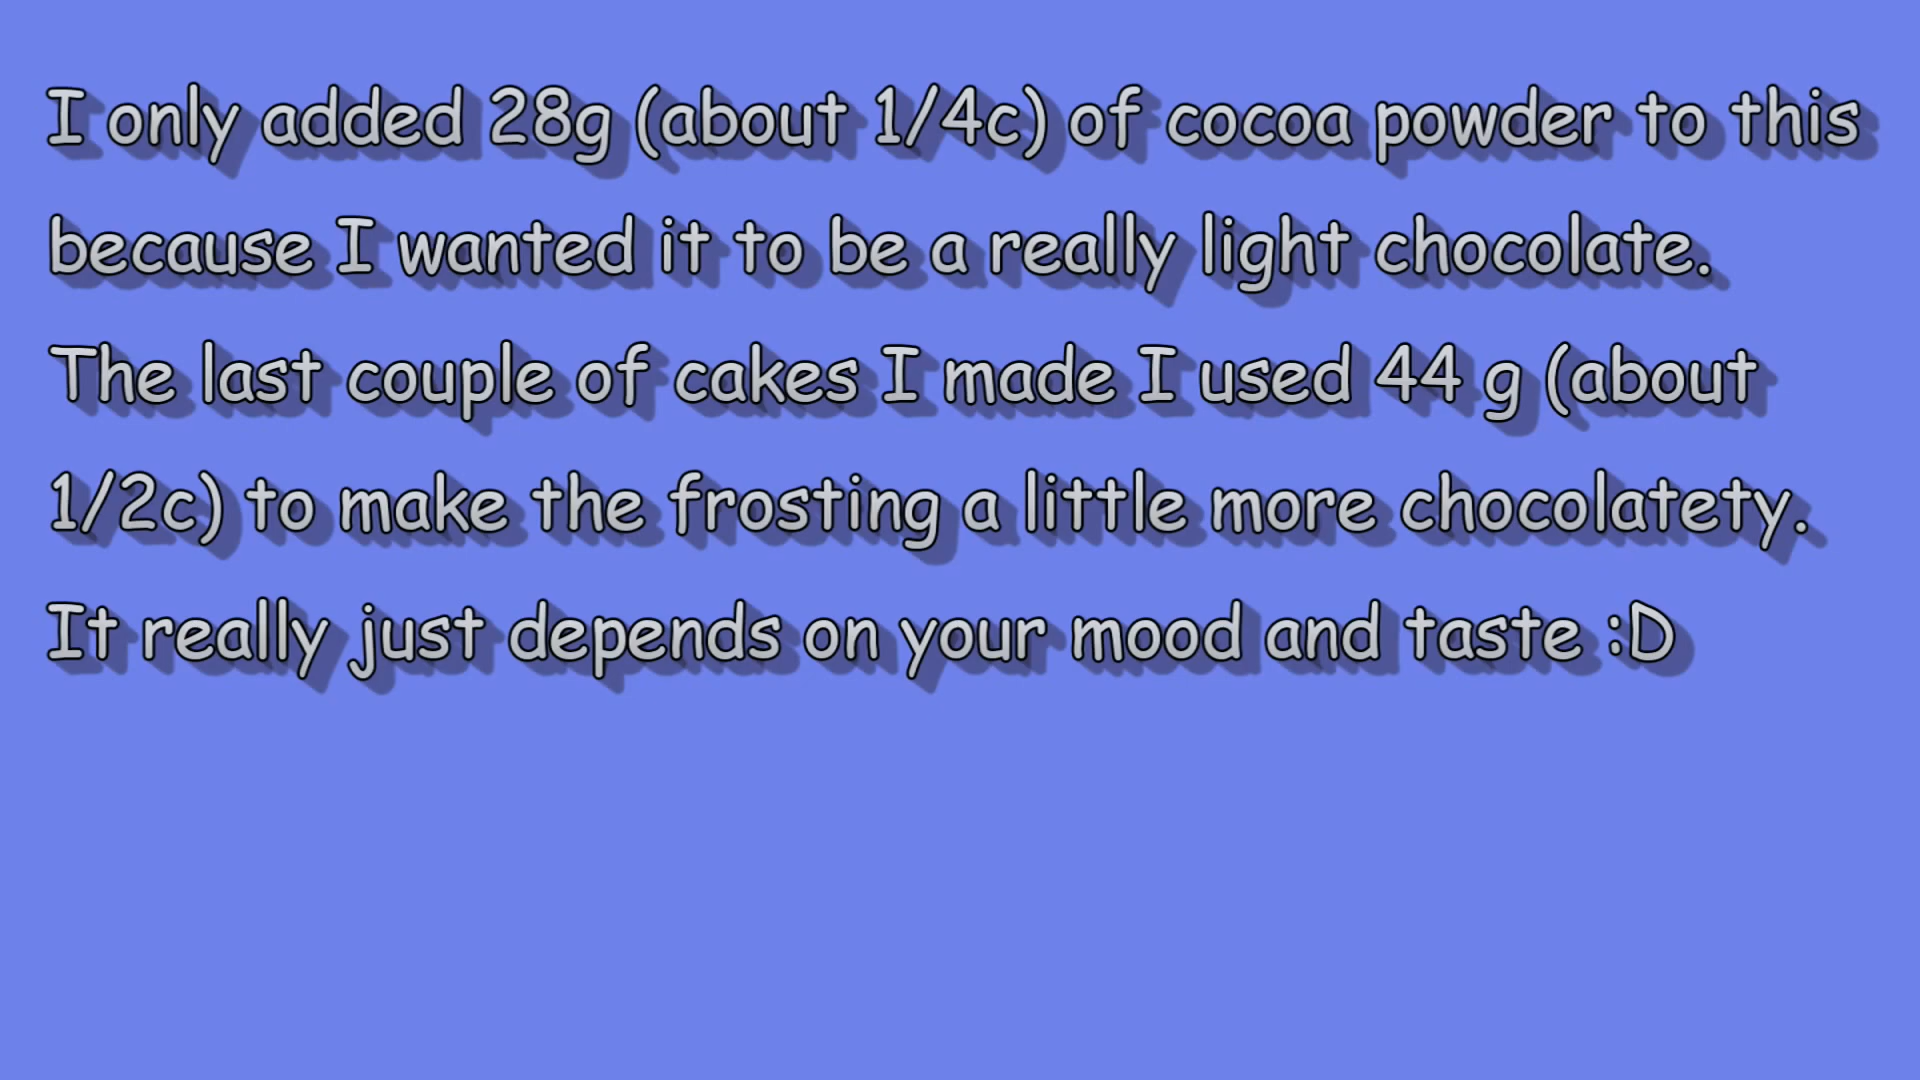 I only added 28g (about 1/4c) of cocoa powder to this
because I wanted it to be a really light chocolate.
The last couple of cakes I made I used 44 g (about
1/2c) to make the frosting a little more chocolatety.
It really just depends on your mood and taste :D